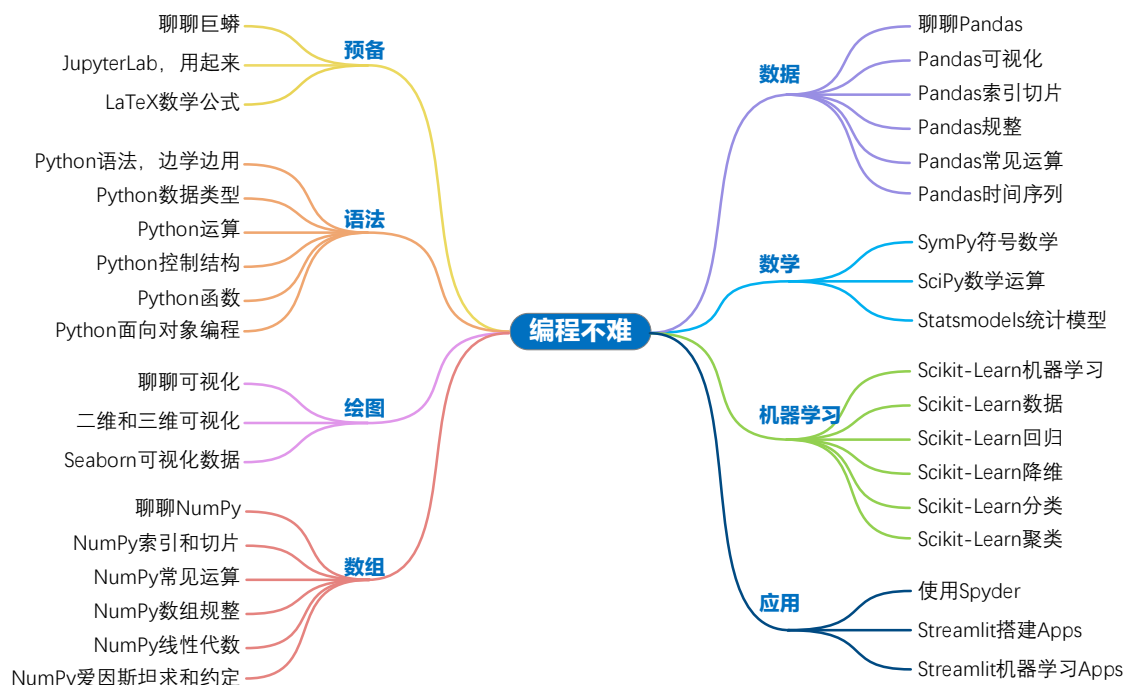 聊聊巨蟒
JupyterLab，用起来
LaTeX数学公式
预备
Python语法，边学边用
Python数据类型
Python运算
Python控制结构
Python函数
Python面向对象编程
语法
聊聊可视化
二维和三维可视化
Seaborn可视化数据
绘图
聊聊NumPy
NumPy索引和切片
NumPy常见运算
NumPy数组规整
NumPy线性代数
NumPy爱因斯坦求和约定
数组
编程不难
数据
聊聊Pandas
Pandas可视化
Pandas索引切片
Pandas规整
Pandas常见运算
Pandas时间序列
数学
SymPy符号数学
SciPy数学运算
Statsmodels统计模型
机器学习
Scikit-Learn机器学习
Scikit-Learn数据
Scikit-Learn回归
Scikit-Learn降维
Scikit-Learn分类
Scikit-Learn聚类
应用
使用Spyder
Streamlit搭建Apps
Streamlit机器学习Apps